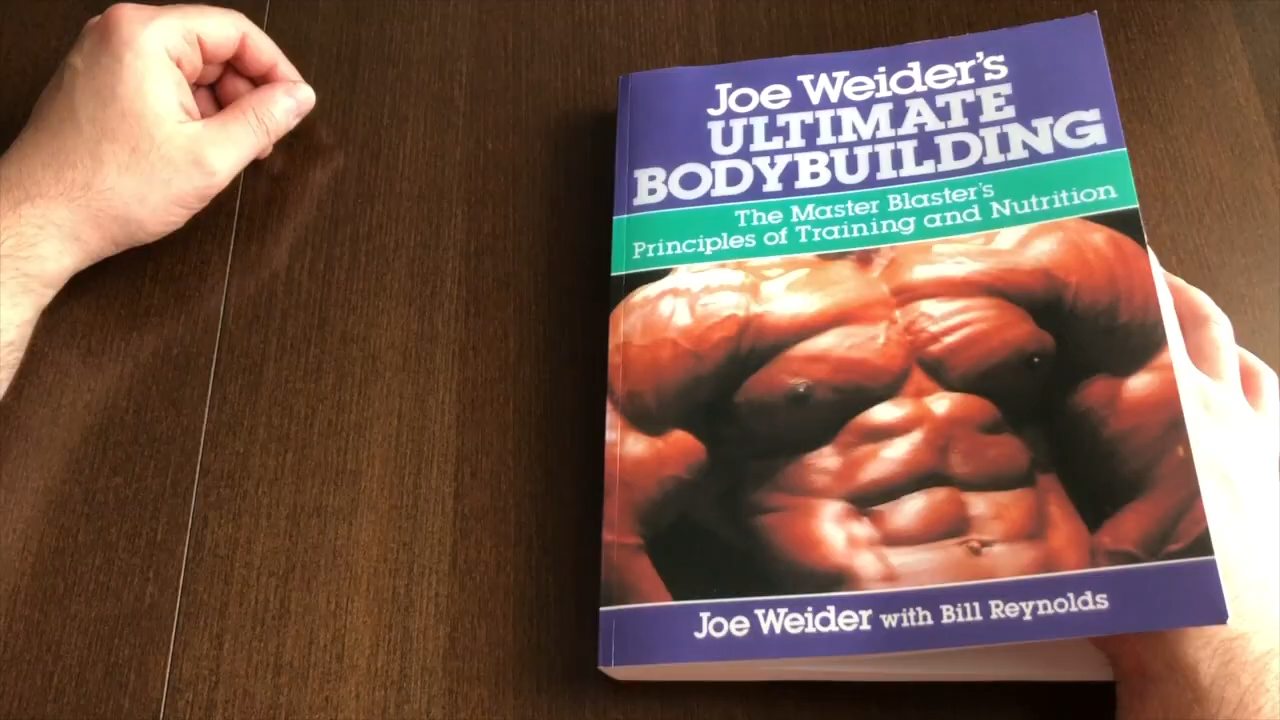 Joe Weider's
ULTIMATE
BODYBUILDING
The Master Blaster's
Principles of Training and Nutrition
Joe Weider with Bill Reynolds